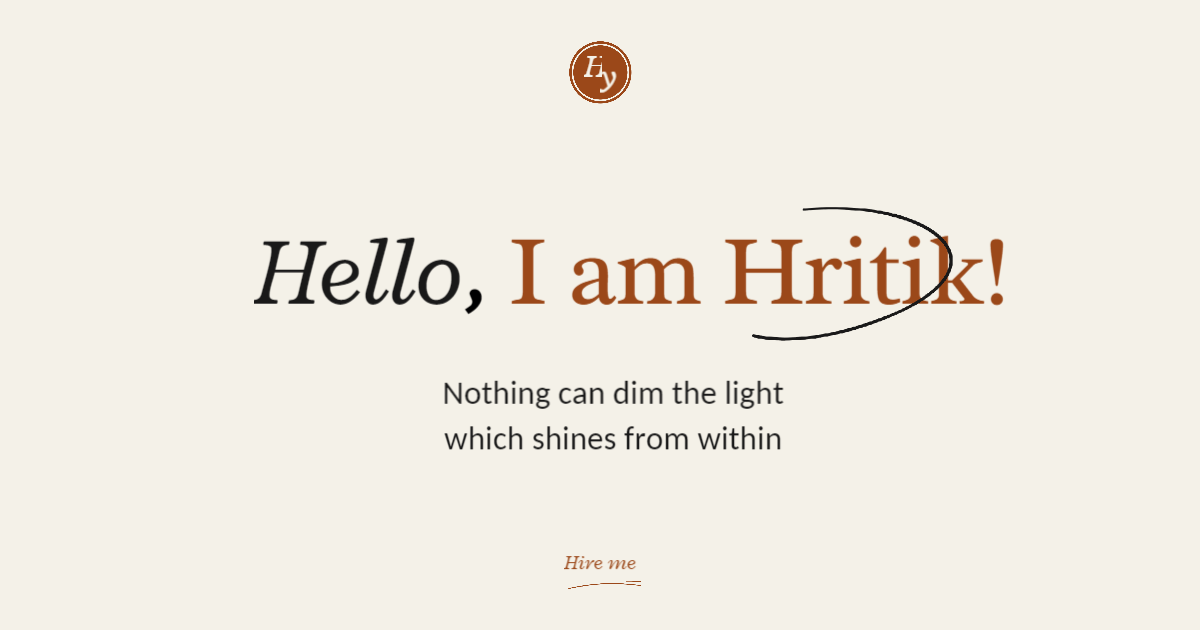 Hy
Hello, I am Hritik!
Nothing can dim the light
which shines from within
Hire me